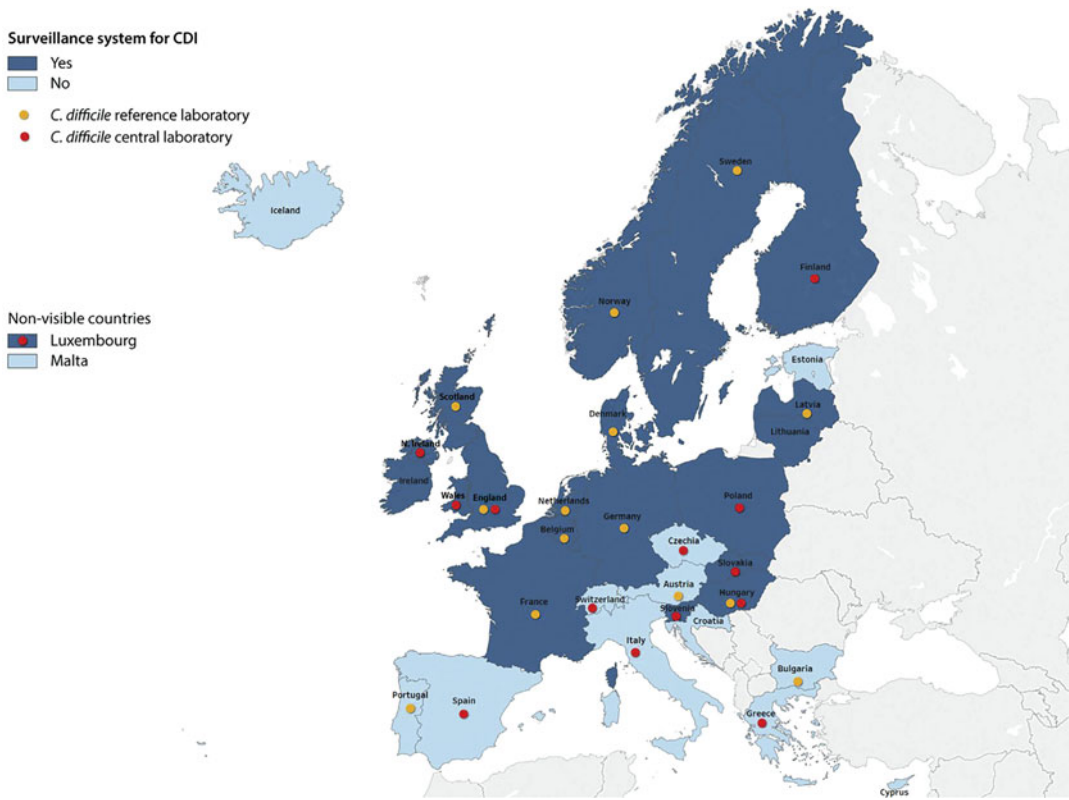 Surveillance system for CDI
Yes
No
C. difficile reference laboratory
C. difficile central laboratory
Iceland
Non-visible countries
Luxembourg
Malta
Sweden
Finland
Norway
Estonia
Scotland
Latvia
Denmark
Lithuania
N. Ireland
Ireland
Wales
England
Netherlands
Poland
Germany
Belgium
Czechia
Slovakia
Austria
Hungary
France
Switzerland
Slovenia
Croatia
Italy
Bulgaria
Portugal
Spain
Greece
Cyprus